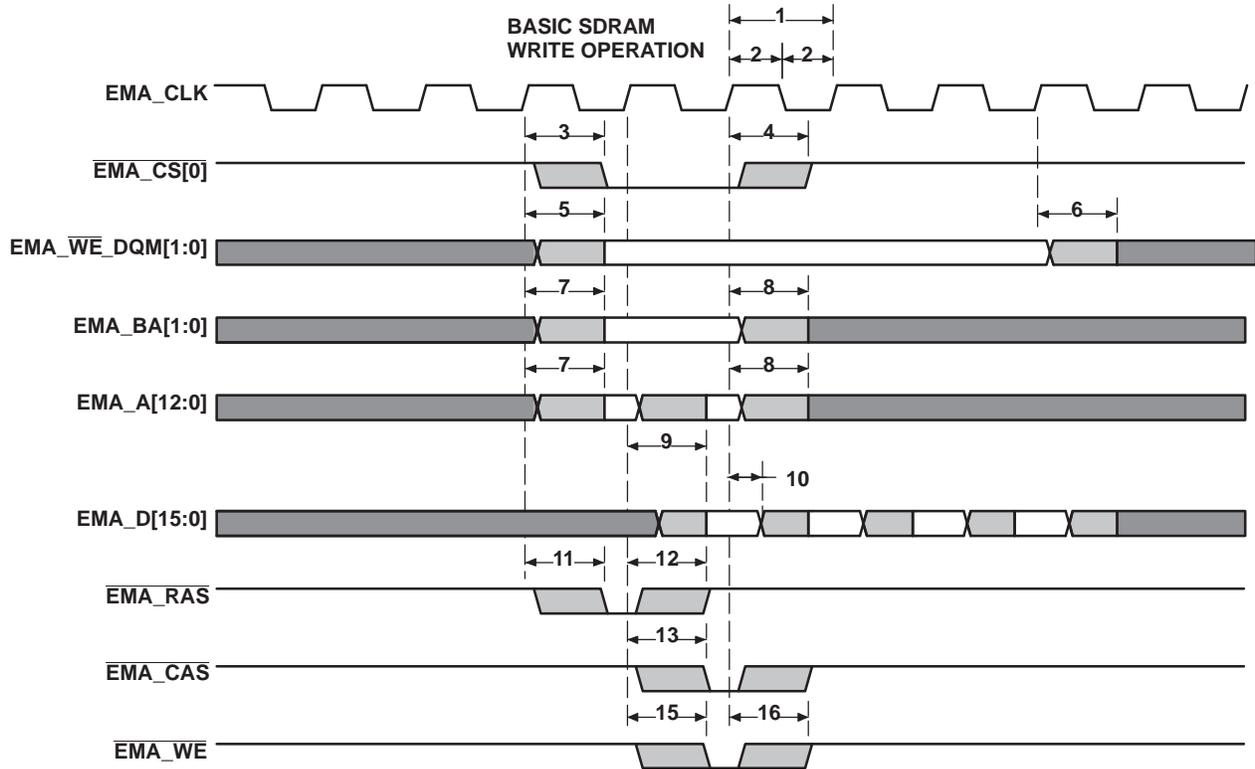 1
BASIC SDRAM
WRITE OPERATION
2 2
EMA_CLK
3 4
EMA_CS[0]
5 6
EMA_WE_DQM[1:0]
7 8
EMA_BA[1:0]
7 8
EMA_A[12:0]
9
10
EMA_D[15:0]
11 12
EMA_RAS
13
EMA_CAS
15 16
EMA_WE